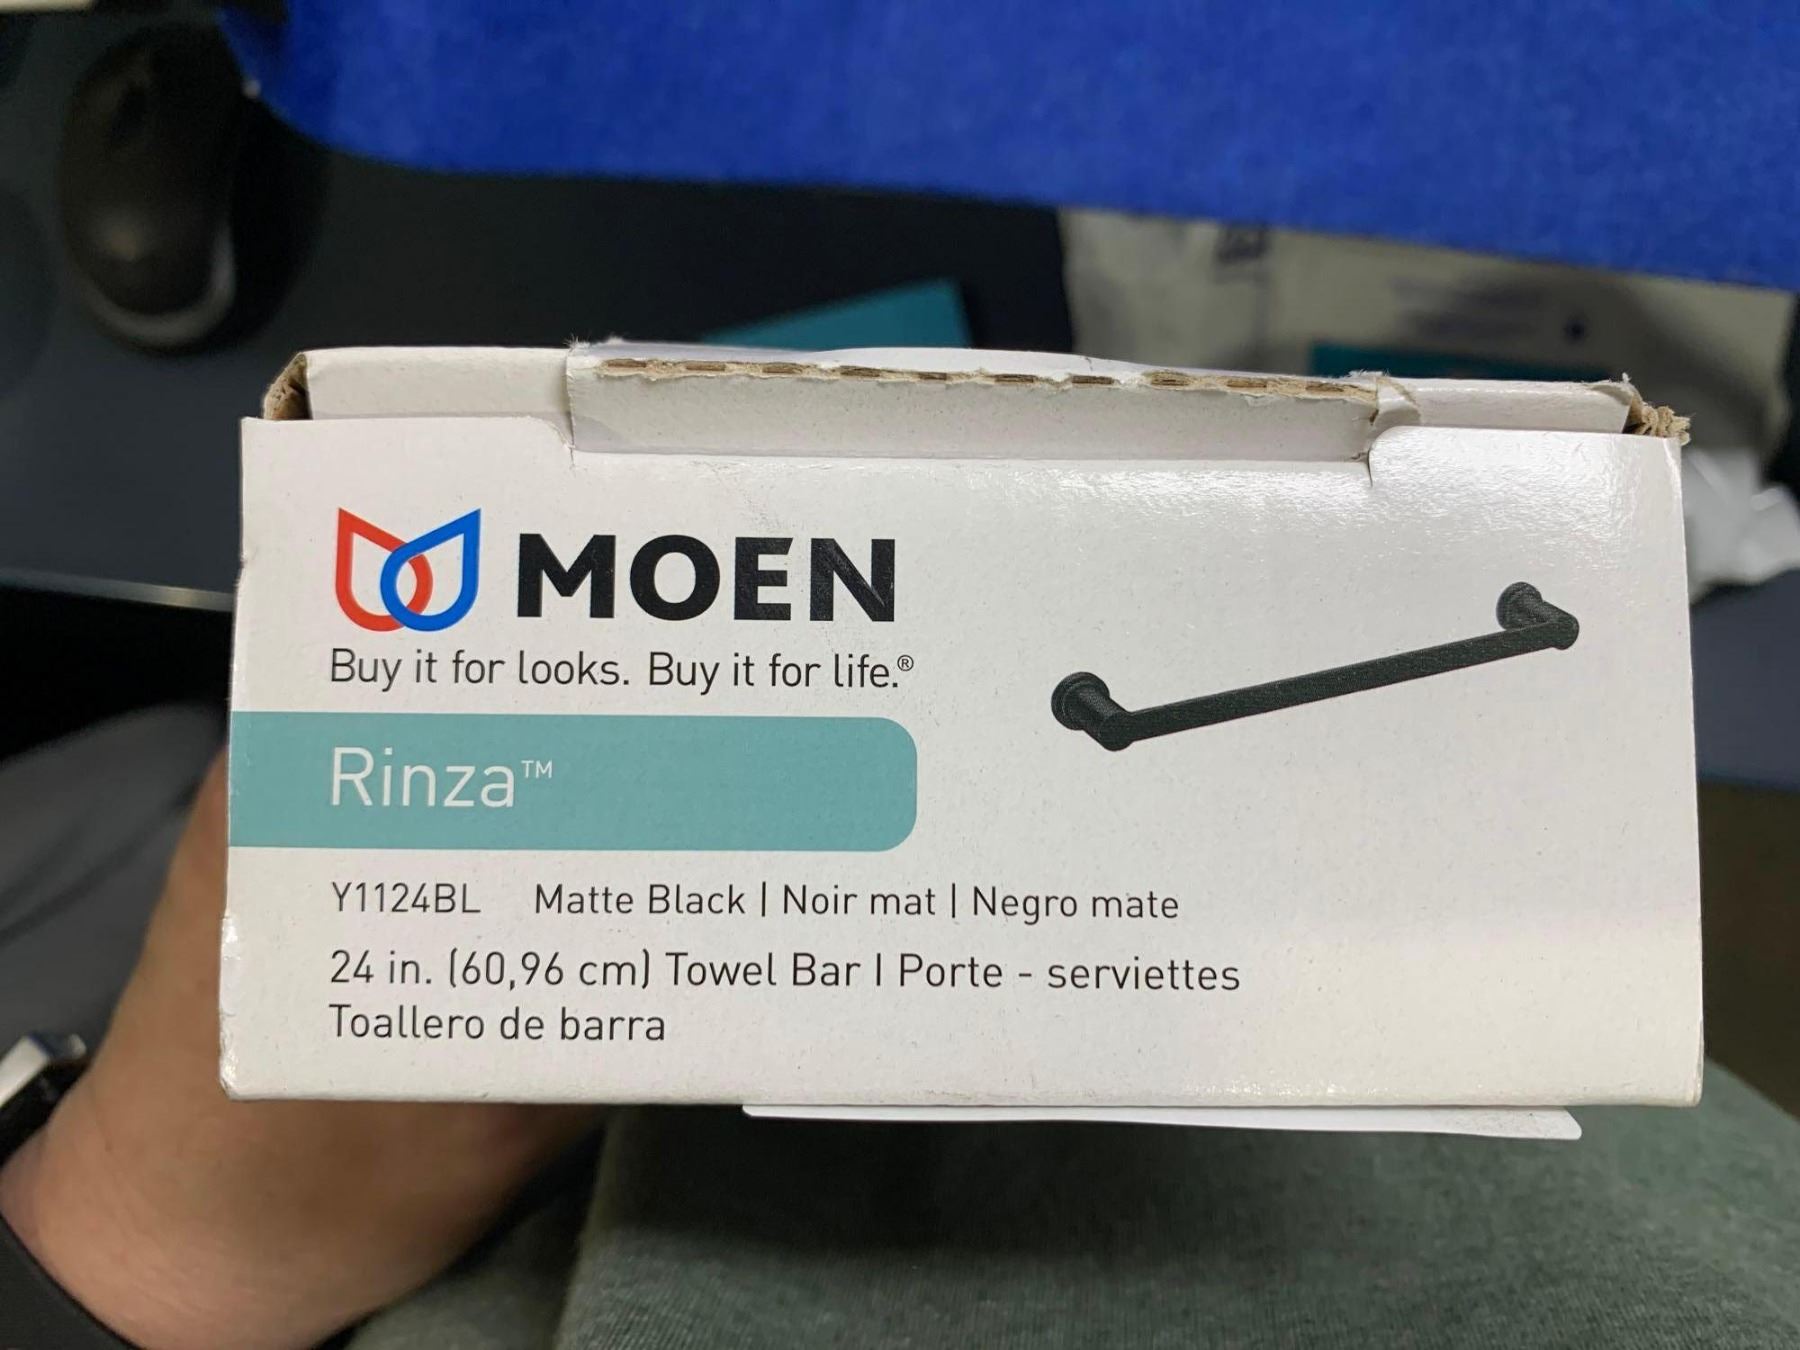 MOEN
Buy it for looks. Buy it for life.®
Rinza™
Y1124BL Matte Black | Noir mat | Negro mate
24 in. (60,96 cm) Towel Bar I Porte - serviettes
Toallero de barra